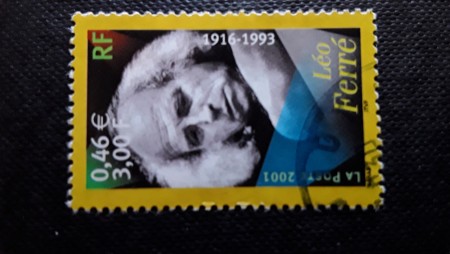 RF
1916-1993
Léo
Ferré
0,46 €
3,00 F
LA POSTE 2001